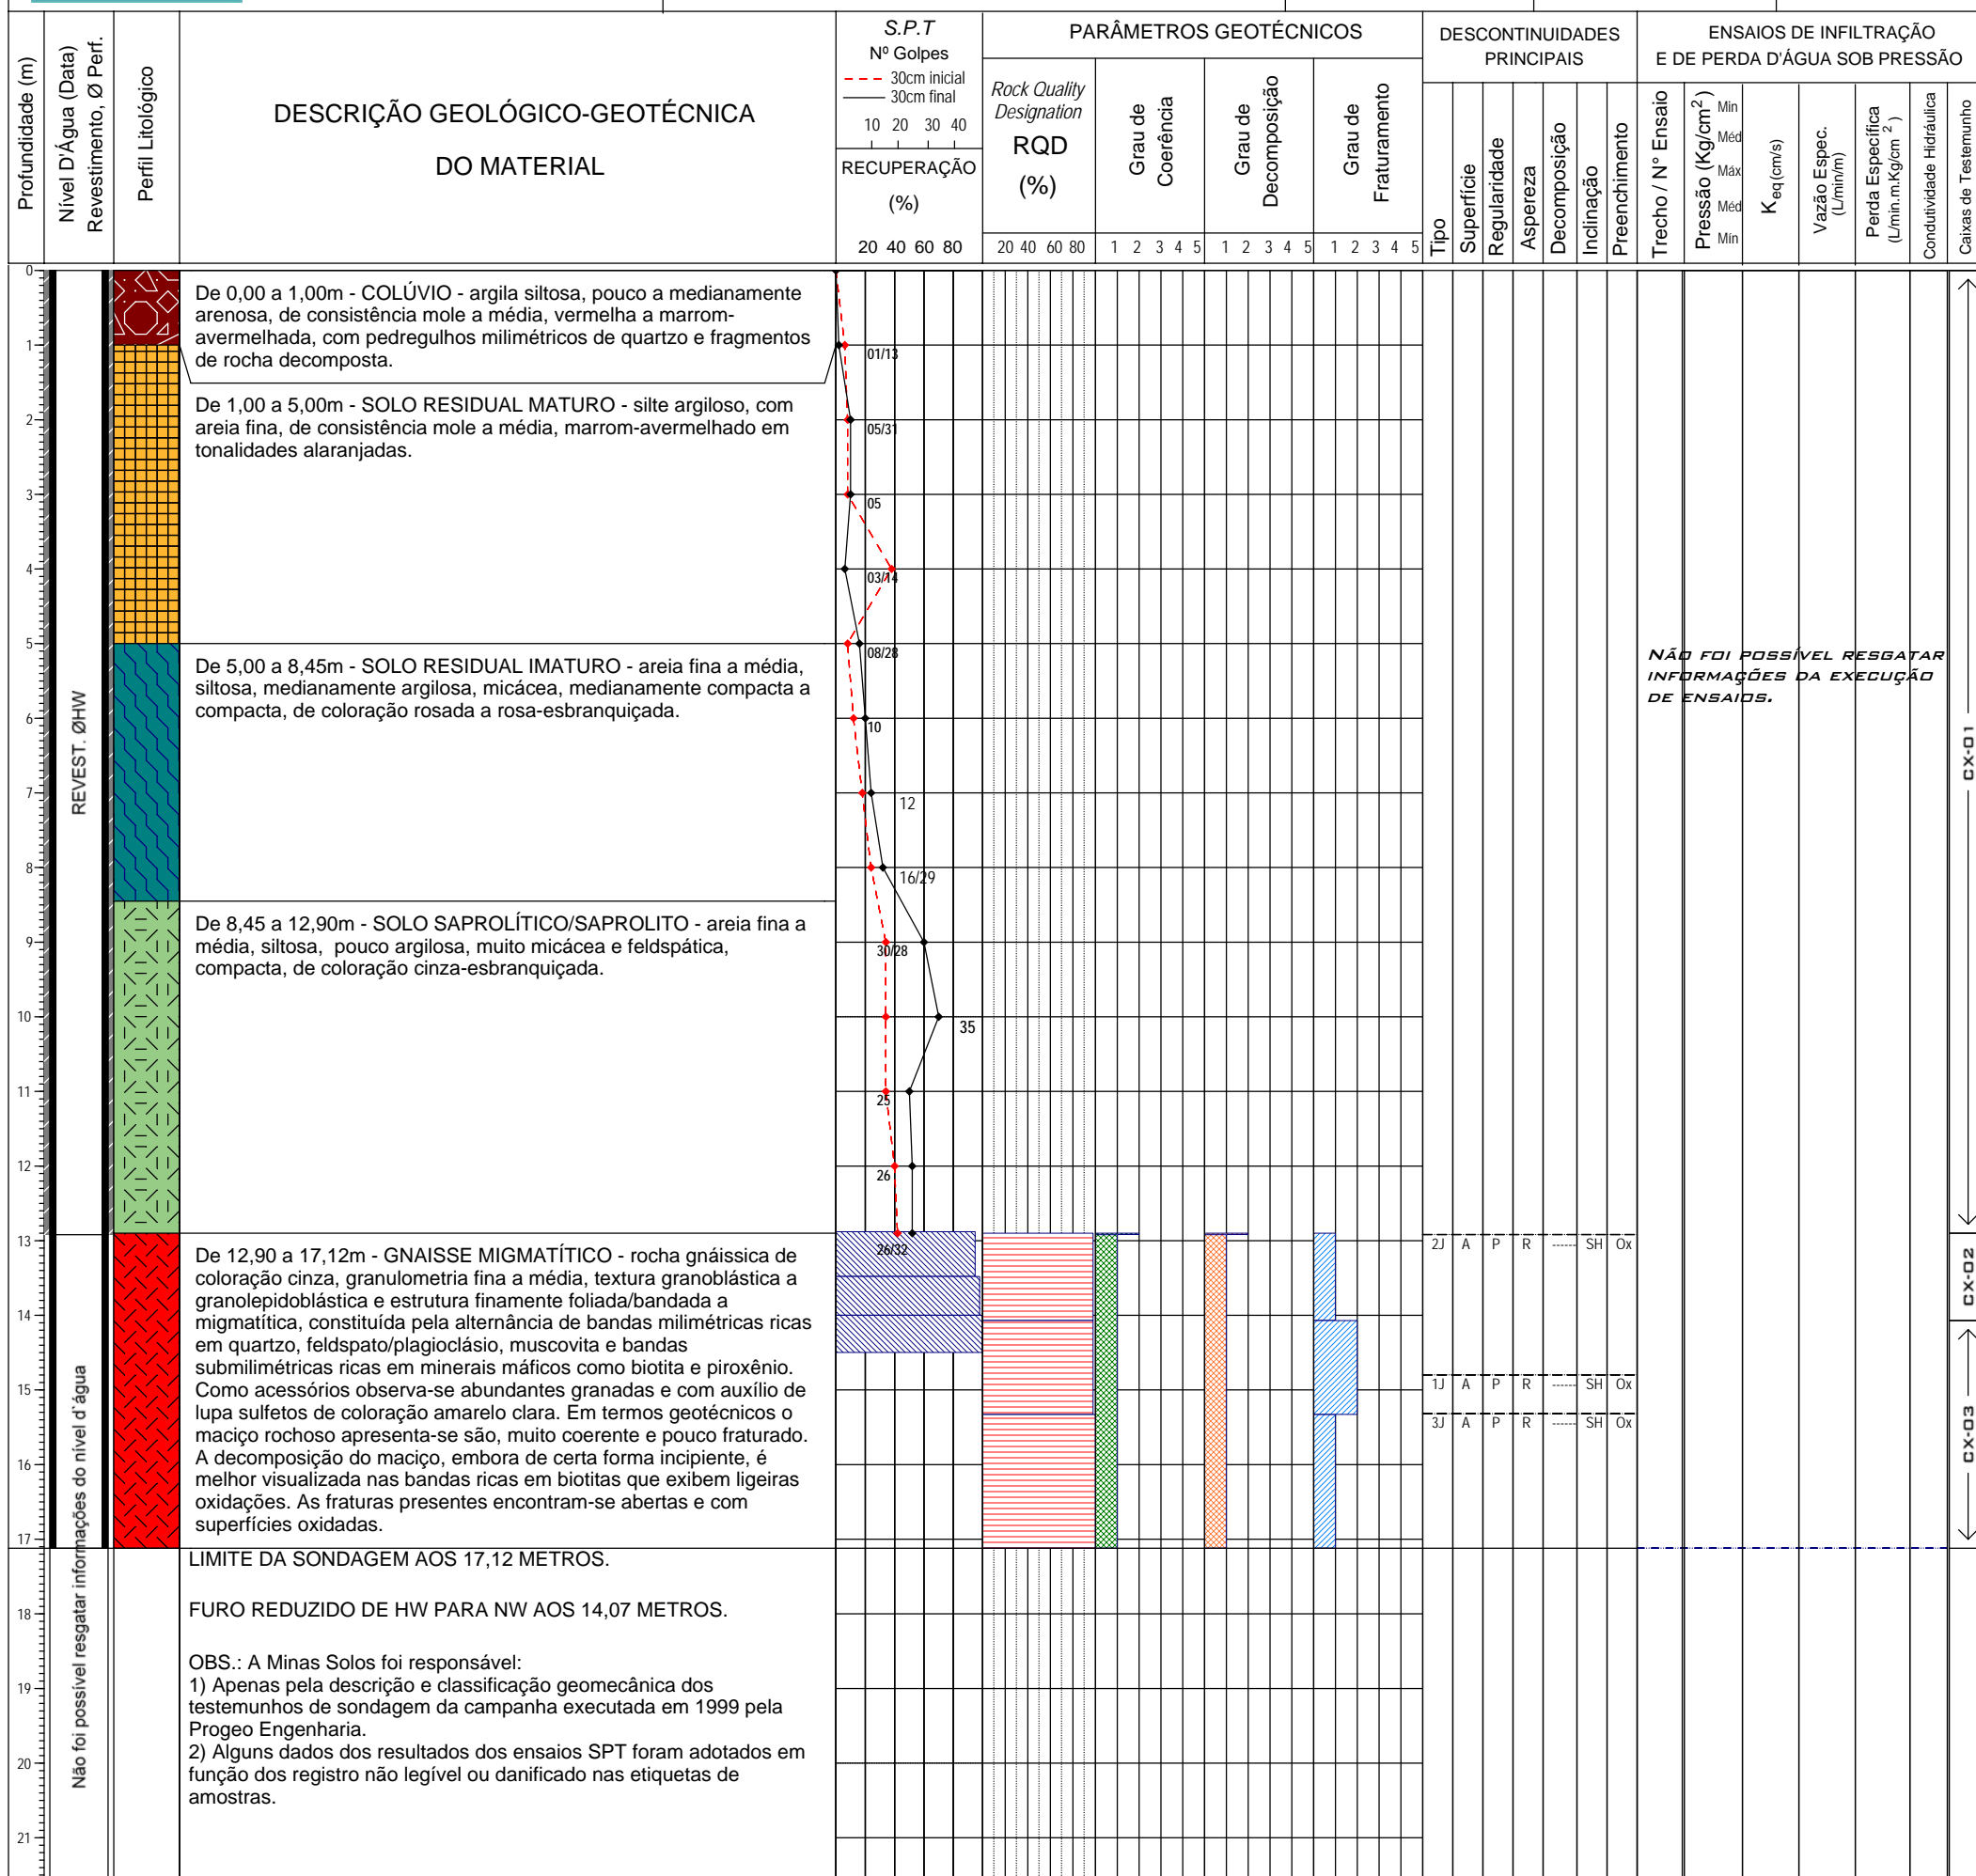 Profundidade (m)
Nível D'Água (Data)
Revestimento, Ø Perf.
Perfil Litológico
DESCRIÇÃO GEOLÓGICO-GEOTÉCNICA
DO MATERIAL
S.P.T
Nº Golpes
30cm inicial
30cm final
10 20 30 40
RECUPERAÇÃO
(%)
20 40 60 80
PARÂMETROS GEOTÉCNICOS
Rock Quality
Designation
RQD
(%)
20 40 60 80
Grau de
Coerência
1 2 3 4 5
Grau de
Decomposição
1 2 3 4 5
Grau de
Fraturamento
1 2 3 4 5
DESCONTINUIDADES
PRINCIPAIS
Tipo
Superfície
Regularidade
Aspereza
Decomposição
Inclinação
Preenchimento
ENSAIOS DE INFILTRAÇÃO
E DE PERDA D'ÁGUA SOB PRESSÃO
Trecho / N° Ensaio
Pressão (Kg/cm²)
Min
Méd
Máx
Méd
Mín
Keq(cm/s)
Vazão Espec.
(L/min/m)
Perda Específica
(L/min.m.Kg/cm²)
Condutividade Hidráulica
Caixas de Testemunho
0
1
2
3
4
5
6
7
8
9
10
11
12
13
14
15
16
17
18
19
20
21
REVEST. ØHW
Não foi possível resgatar informações do nível d`água
De 0,00 a 1,00m - COLÚVIO - argila siltosa, pouco a medianamente
arenosa, de consistência mole a média, vermelha a marrom-
avermelhada, com pedregulhos milimétricos de quartzo e fragmentos
de rocha decomposta.
De 1,00 a 5,00m - SOLO RESIDUAL MATURO - silte argiloso, com
areia fina, de consistência mole a média, marrom-avermelhado em
tonalidades alaranjadas.
De 5,00 a 8,45m - SOLO RESIDUAL IMATURO - areia fina a média,
siltosa, medianamente argilosa, micácea, medianamente compacta a
compacta, de coloração rosada a rosa-esbranquiçada.
De 8,45 a 12,90m - SOLO SAPROLÍTICO/SAPROLITO - areia fina a
média, siltosa, pouco argilosa, muito micácea e feldspática,
compacta, de coloração cinza-esbranquiçada.
De 12,90 a 17,12m - GNAISSE MIGMATÍTICO - rocha gnáissica de
coloração cinza, granulometria fina a média, textura granoblástica a
granolepidoblástica e estrutura finamente foliada/bandada a
migmatítica, constituída pela alternância de bandas milimétricas ricas
em quartzo, feldspato/plagioclásio, muscovita e bandas
submilimétricas ricas em minerais máficos como biotita e piroxênio.
Como acessórios observa-se abundantes granadas e com auxílio de
lupa sulfetos de coloração amarelo clara. Em termos geotécnicos o
maciço rochoso apresenta-se são, muito coerente e pouco fraturado.
A decomposição do maciço, embora de certa forma incipiente, é
melhor visualizada nas bandas ricas em biotitas que exibem ligeiras
oxidações. As fraturas presentes encontram-se abertas e com
superfícies oxidadas.
LIMITE DA SONDAGEM AOS 17,12 METROS.
FURO REDUZIDO DE HW PARA NW AOS 14,07 METROS.
OBS.: A Minas Solos foi responsável:
1) Apenas pela descrição e classificação geomecânica dos
testemunhos de sondagem da campanha executada em 1999 pela
Progeo Engenharia.
2) Alguns dados dos resultados dos ensaios SPT foram adotados em
função dos registro não legível ou danificado nas etiquetas de
amostras.
01/13
05/31
05
03/14
08/28
10
12
16/29
30/28
35
25
26
26/32
2J A P R ------ SH Ox
1J A P R ------ SH Ox
3J A P R ------ SH Ox
NÃO FOI POSSÍVEL RESGATAR
INFORMAÇÕES DA EXECUÇÃO
DE ENSAIOS.
CX-01
CX-02
CX-03